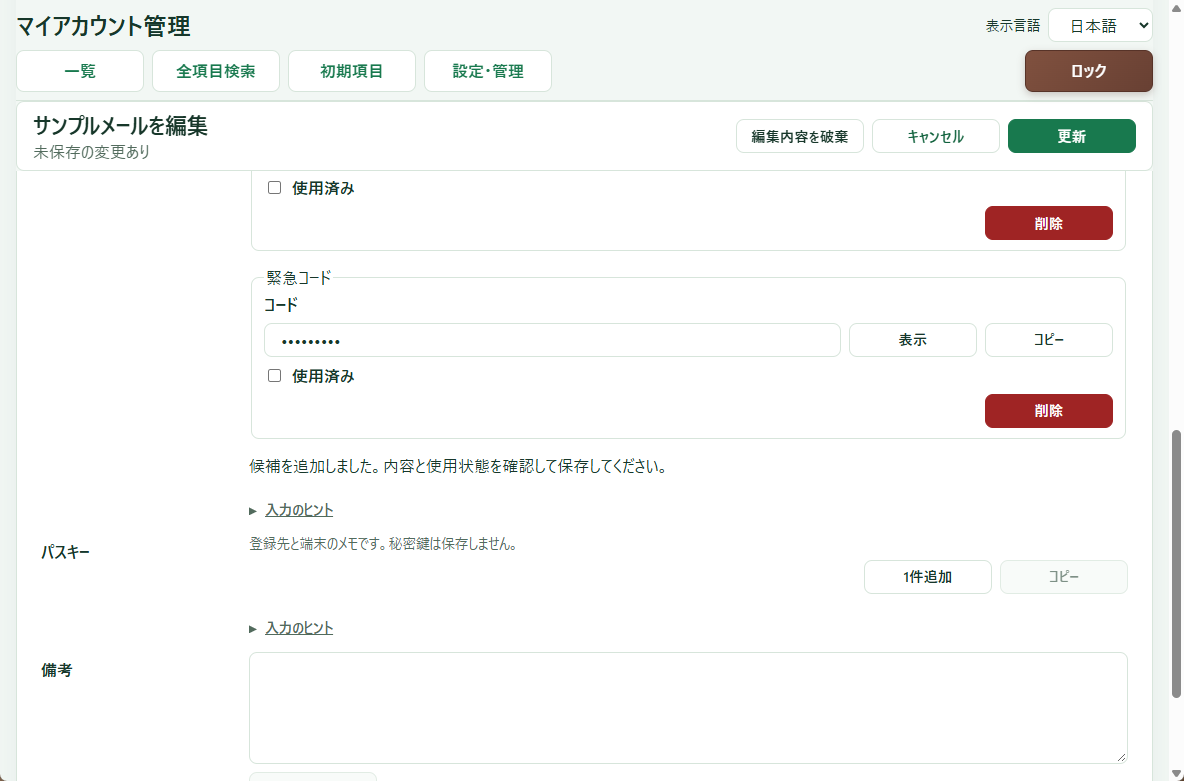 マイアカウント管理
表示言語 日本語
一覧 全項目検索 初期項目 設定・管理 ロック
サンプルメールを編集
未保存の変更あり
編集内容を破棄 キャンセル 更新
使用済み
削除
緊急コード
コード
••••••••• 表示 コピー
使用済み
削除
候補を追加しました。内容と使用状態を確認して保存してください。
入力のヒント
パスキー
登録先と端末のメモです。秘密鍵は保存しません。
1件追加 コピー
入力のヒント
備考